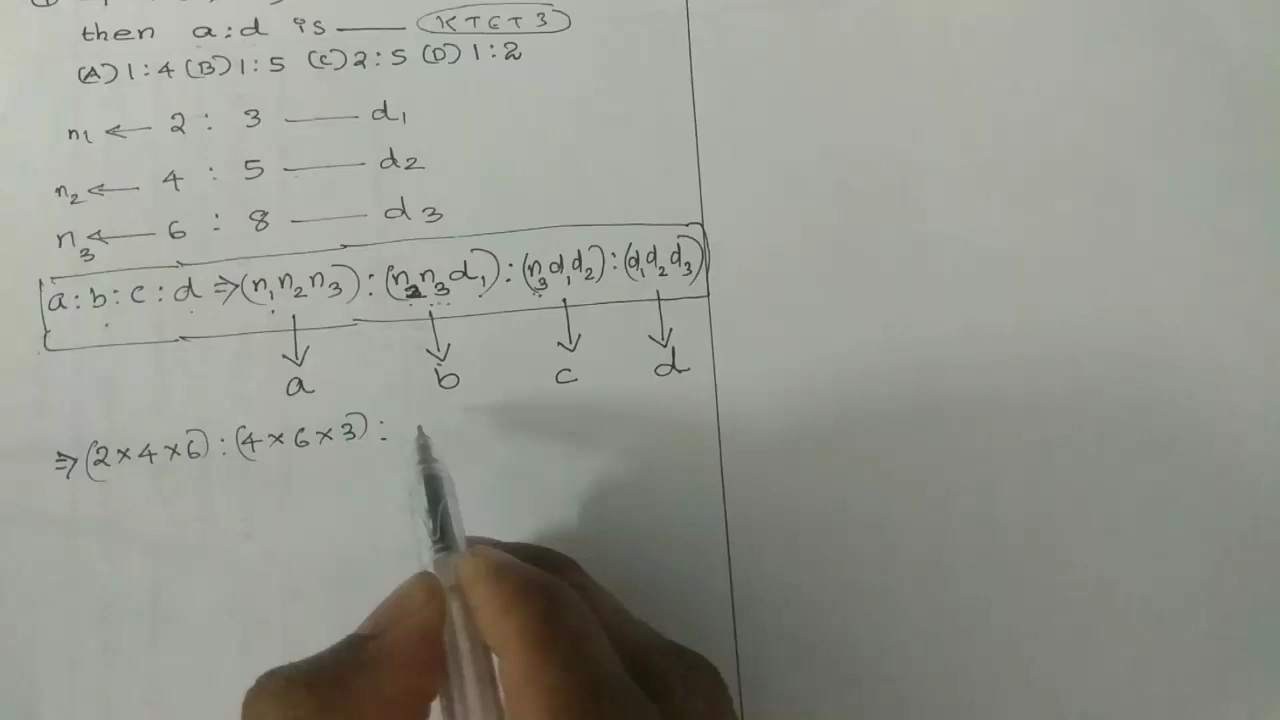 then a:d is —— KTET 3
(A) 1:4 (B) 1:5 (C) 2:5 (D) 1:2
n1 ← 2 : 3 —— d1
n2 ← 4 : 5 —— d2
n3 ← 6 : 8 —— d3
a:b:c:d ⇒ (n1n2n3) : (n2n3d1) : (n3d1d2) : (d1d2d3)
a b c d
⇒ (2×4×6) : (4×6×3) :